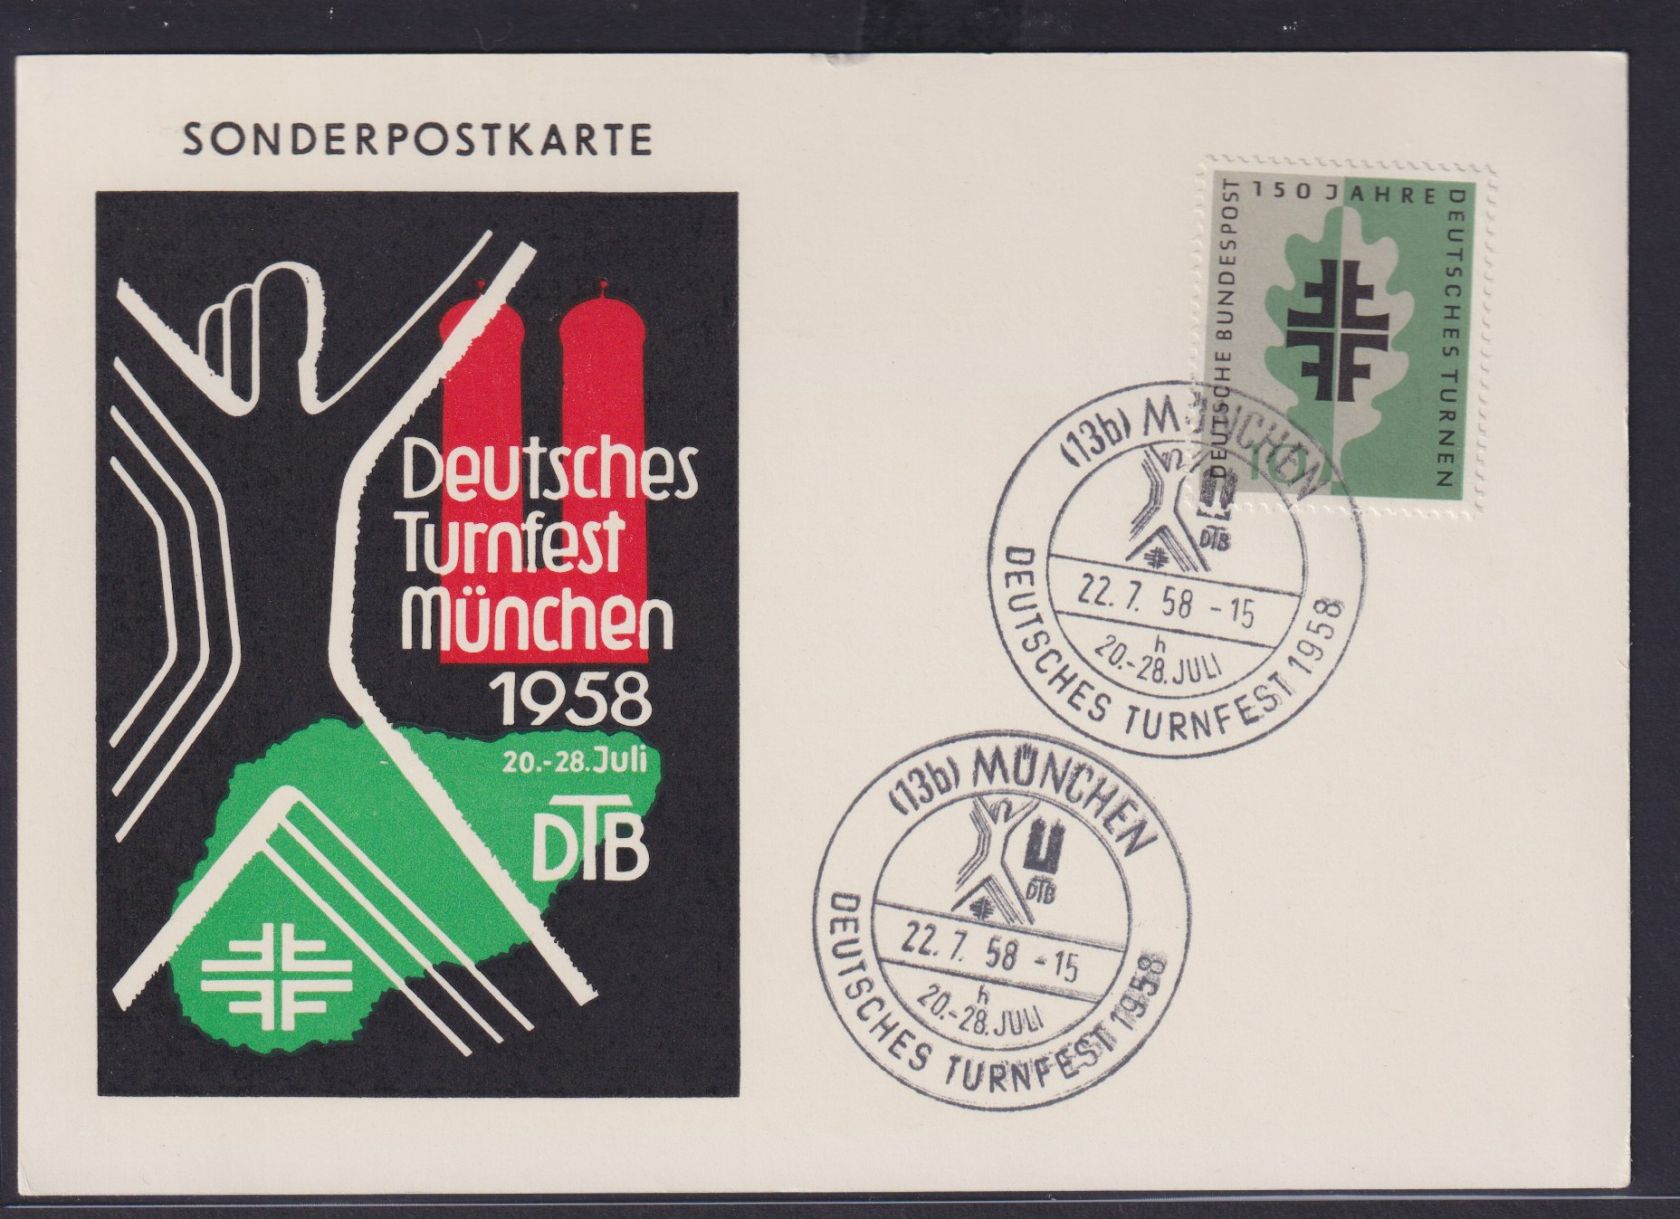 SONDERPOSTKARTE
Deutsches
Turnfest
München
1958
20.-28. Juli
DTB
150 JAHRE
DEUTSCHES TURNEN
DEUTSCHE BUNDESPOST
10
(13b) MÜNCHEN
DTB
22.7.58-15
h
20.-28. JULI
DEUTSCHES TURNFEST 1958
(13b) MÜNCHEN
DTB
22.7.58-15
h
20.-28. JULI
DEUTSCHES TURNFEST 1958